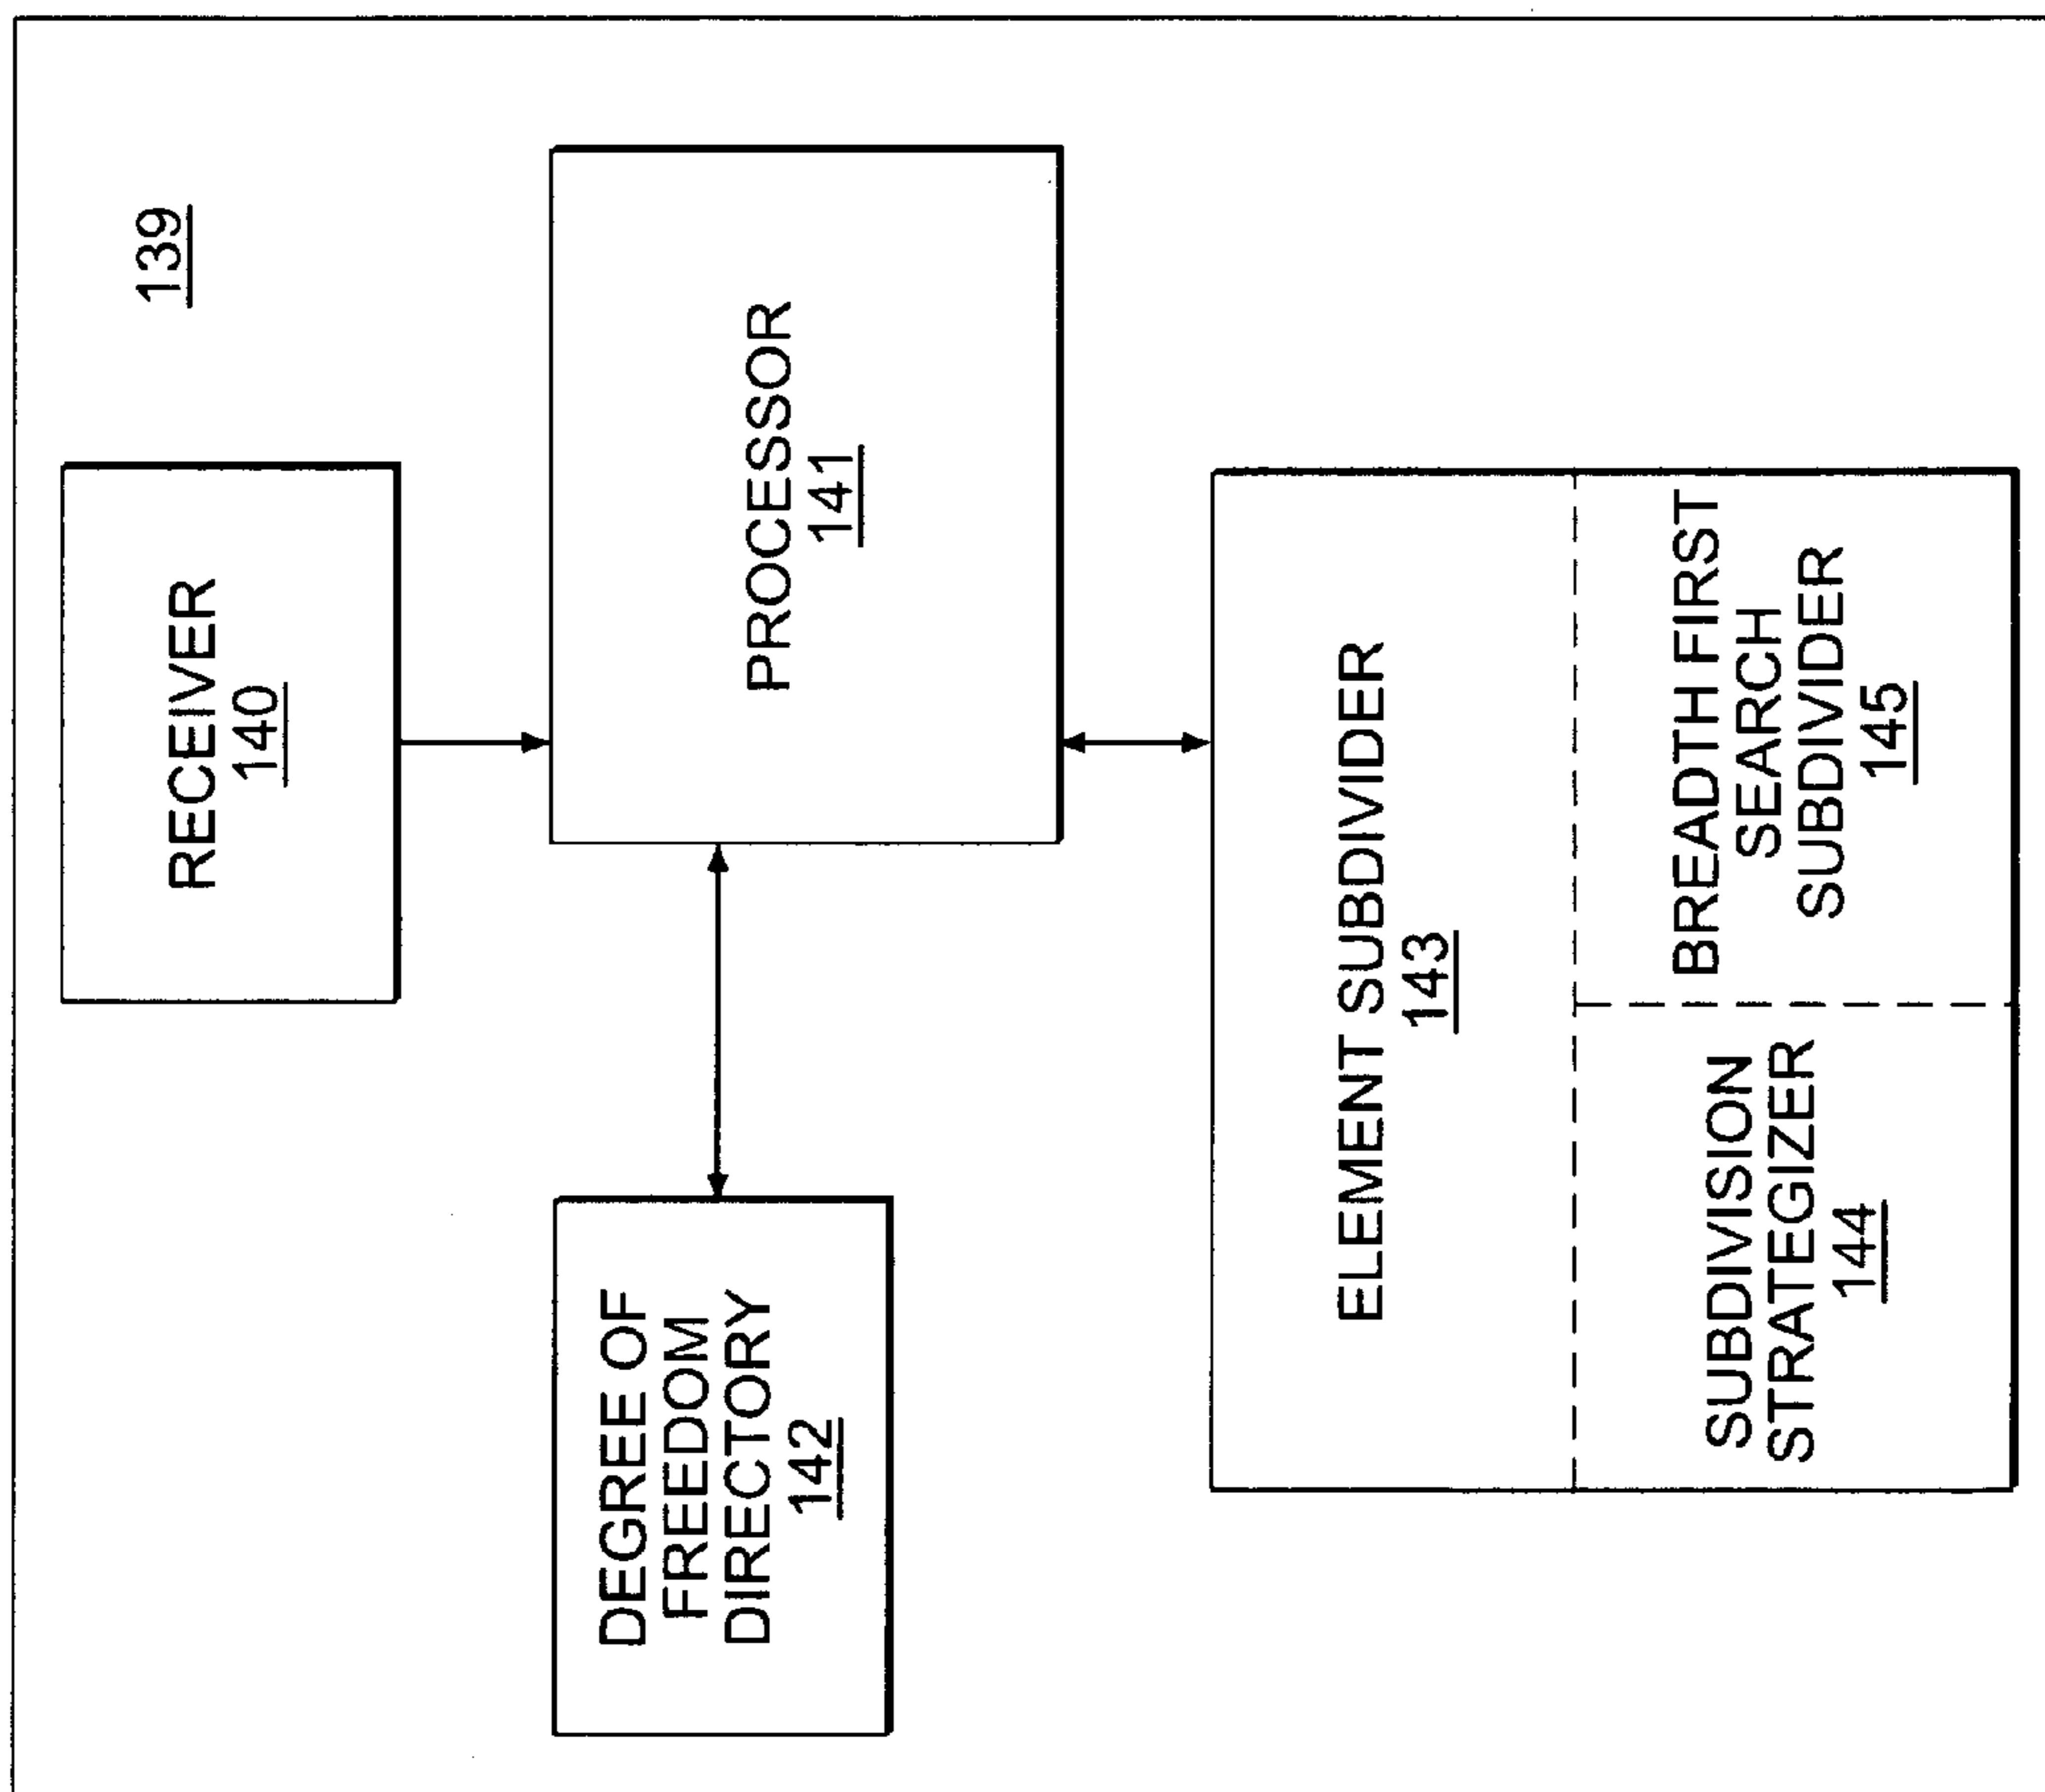 139
RECEIVER
140
PROCESSOR
141
DEGREE OF
FREEDOM
DIRECTORY
142
ELEMENT SUBDIVIDER
143
SUBDIVISION
STRATEGIZER
144
BREADTH FIRST
SEARCH
SUBDIVIDER
145